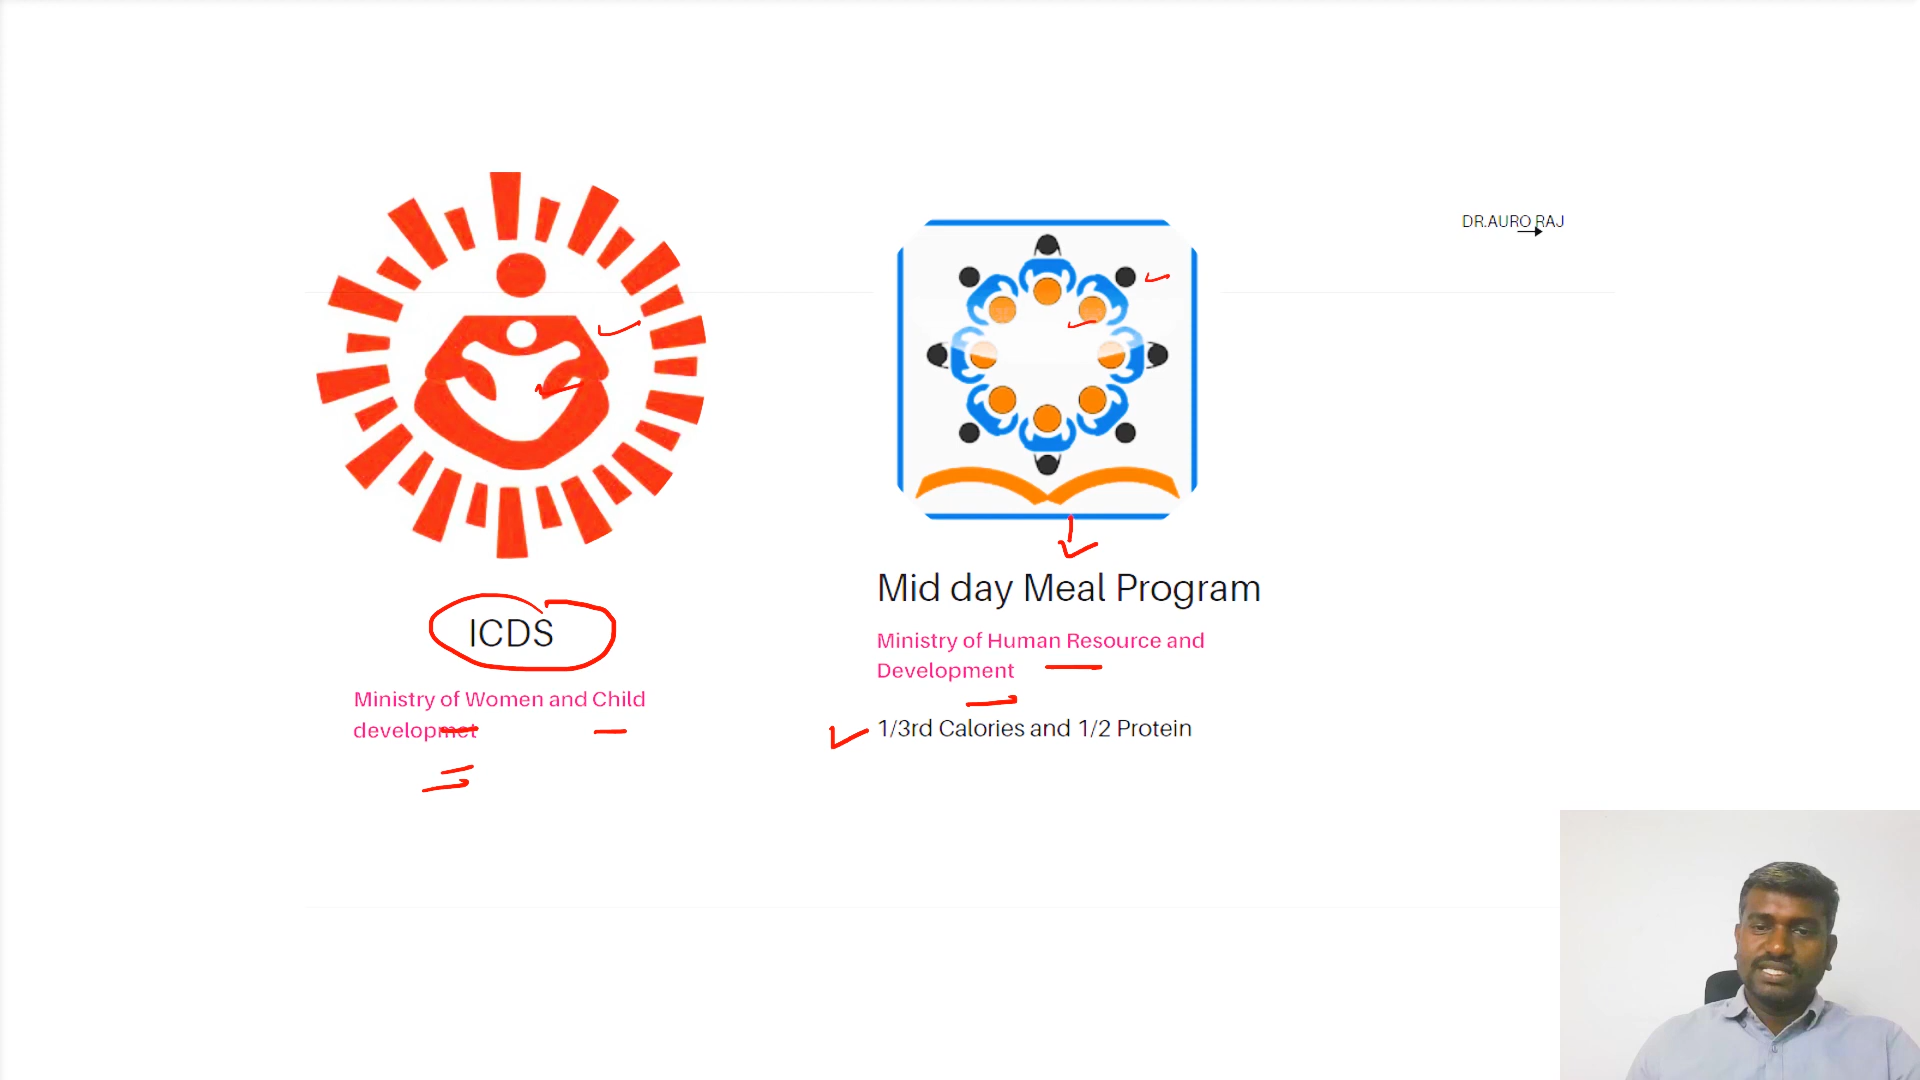 DR.AURO RAJ
ICDS
Ministry of Women and Child
developmet
Mid day Meal Program
Ministry of Human Resource and
Development
1/3rd Calories and 1/2 Protein